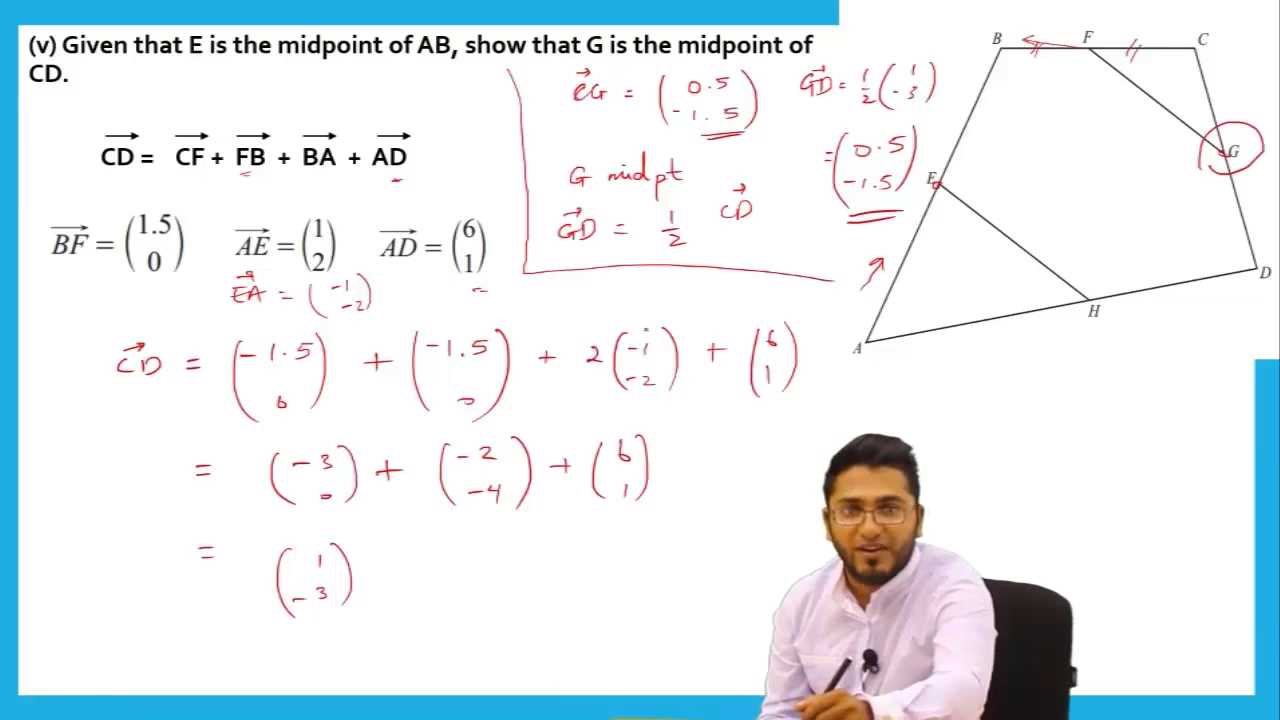 (v) Given that E is the midpoint of AB, show that G is the midpoint of
CD.
CD = CF + FB + BA + AD
BF = (1.5 0) AE = (1 2) AD = (6 1)
EA = (-1 -2)
CD = (-1.5 0) + (-1.5 0) + 2(-1 -2) + (6 1)
= (-3 0) + (-2 -4) + (6 1)
= (1 -3)
CG = (0.5 -1.5)
G midpt
GD = 1/2 CD
GD = 1/2 (1 -3)
= (0.5 -1.5)
B F C
G
E
D
H
A